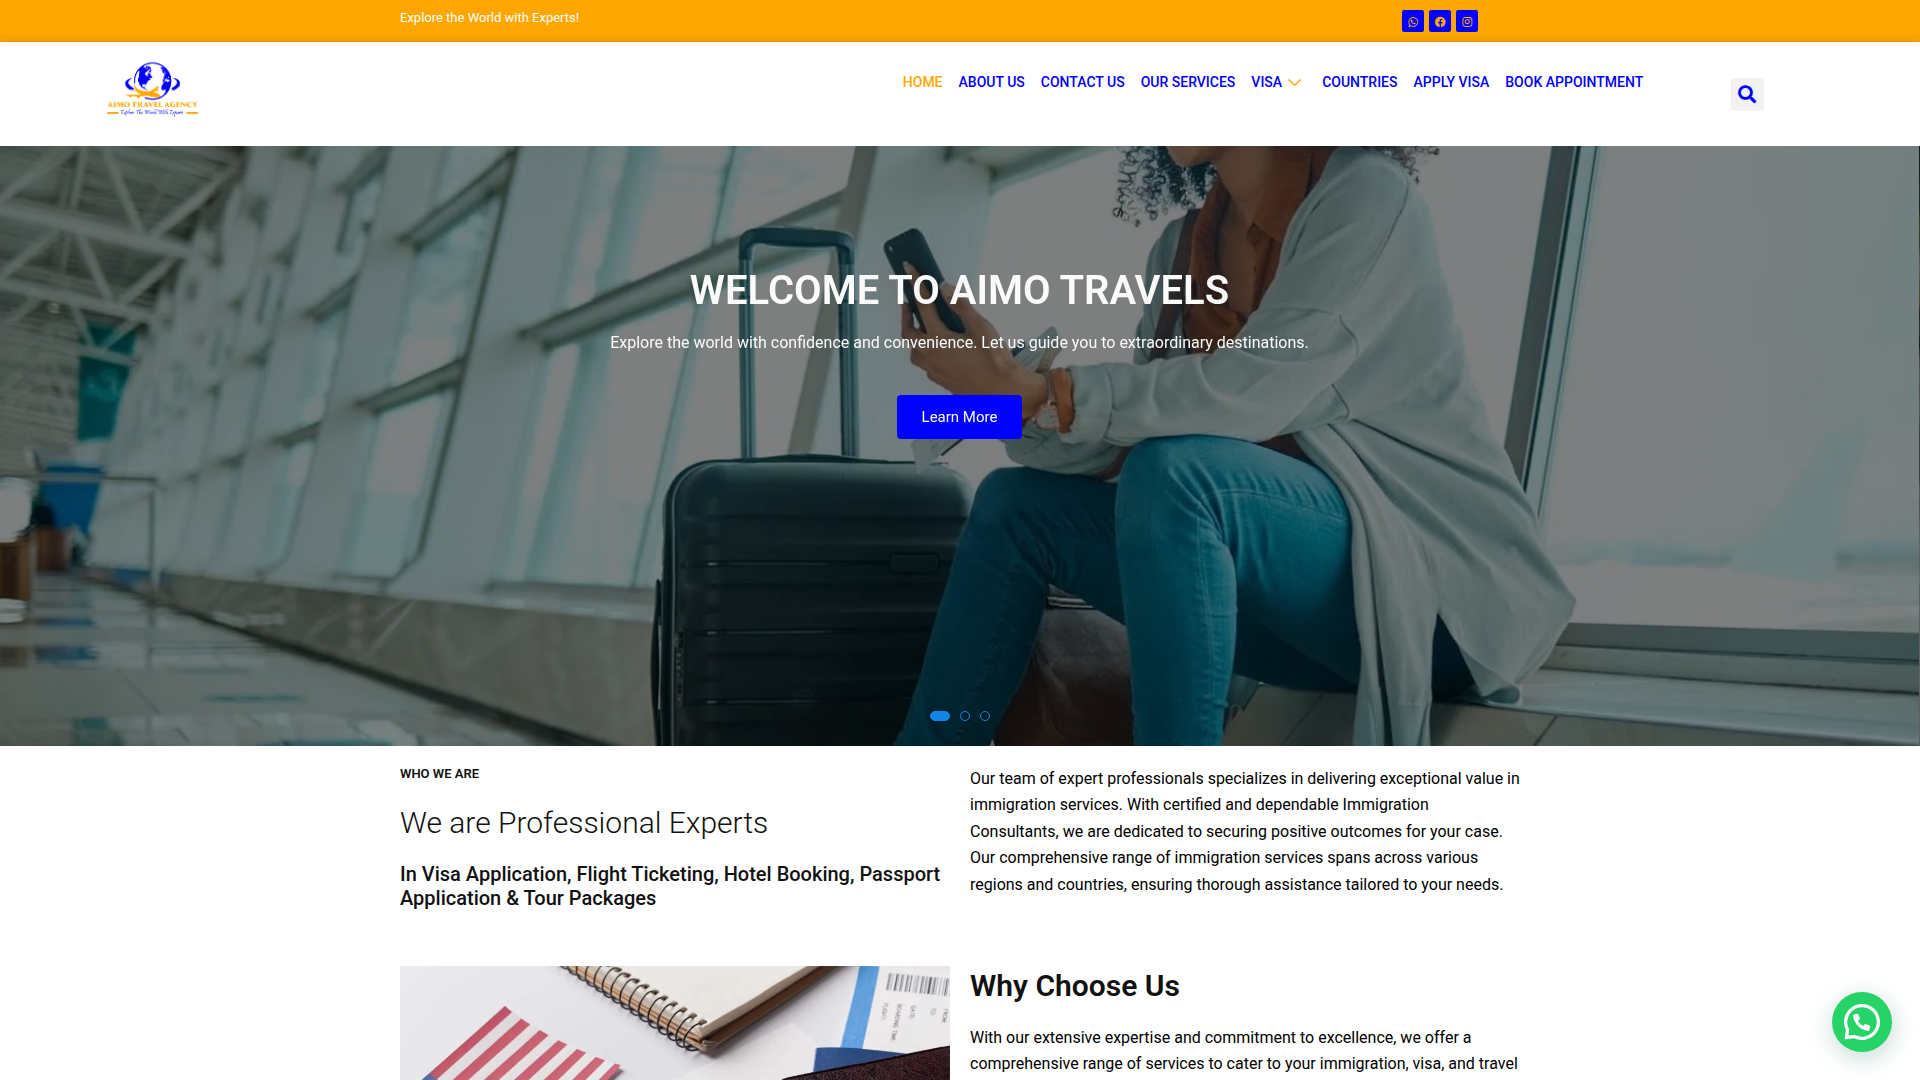 Explore the World with Experts!
AIMO TRAVEL AGENCY
Explore The World With Experts
HOME
ABOUT US
CONTACT US
OUR SERVICES
VISA
COUNTRIES
APPLY VISA
BOOK APPOINTMENT
WELCOME TO AIMO TRAVELS
Explore the world with confidence and convenience. Let us guide you to extraordinary destinations.
Learn More
WHO WE ARE
We are Professional Experts
In Visa Application, Flight Ticketing, Hotel Booking, Passport
Application & Tour Packages
Our team of expert professionals specializes in delivering exceptional value in
immigration services. With certified and dependable Immigration
Consultants, we are dedicated to securing positive outcomes for your case.
Our comprehensive range of immigration services spans across various
regions and countries, ensuring thorough assistance tailored to your needs.
Why Choose Us
With our extensive expertise and commitment to excellence, we offer a
comprehensive range of services to cater to your immigration, visa, and travel